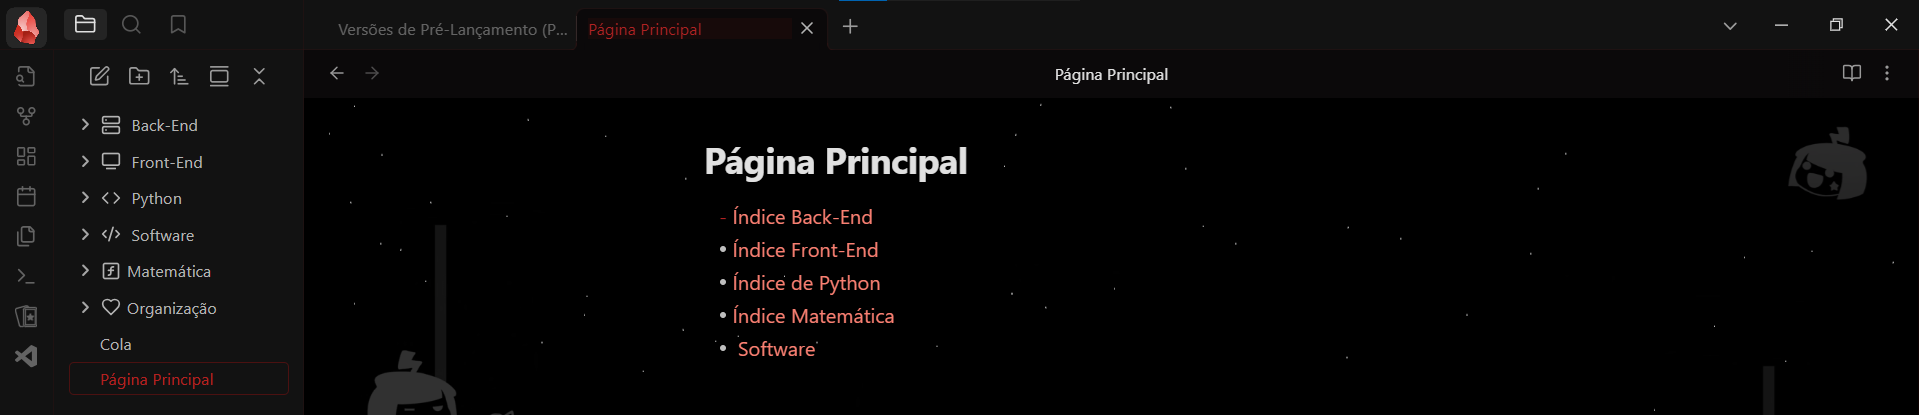 Versões de Pré-Lançamento (P...
Página Principal
Página Principal
Back-End
Front-End
Python
Software
Matemática
Organização
Cola
Página Principal
Página Principal
- Índice Back-End
• Índice Front-End
• Índice de Python
• Índice Matemática
• Software